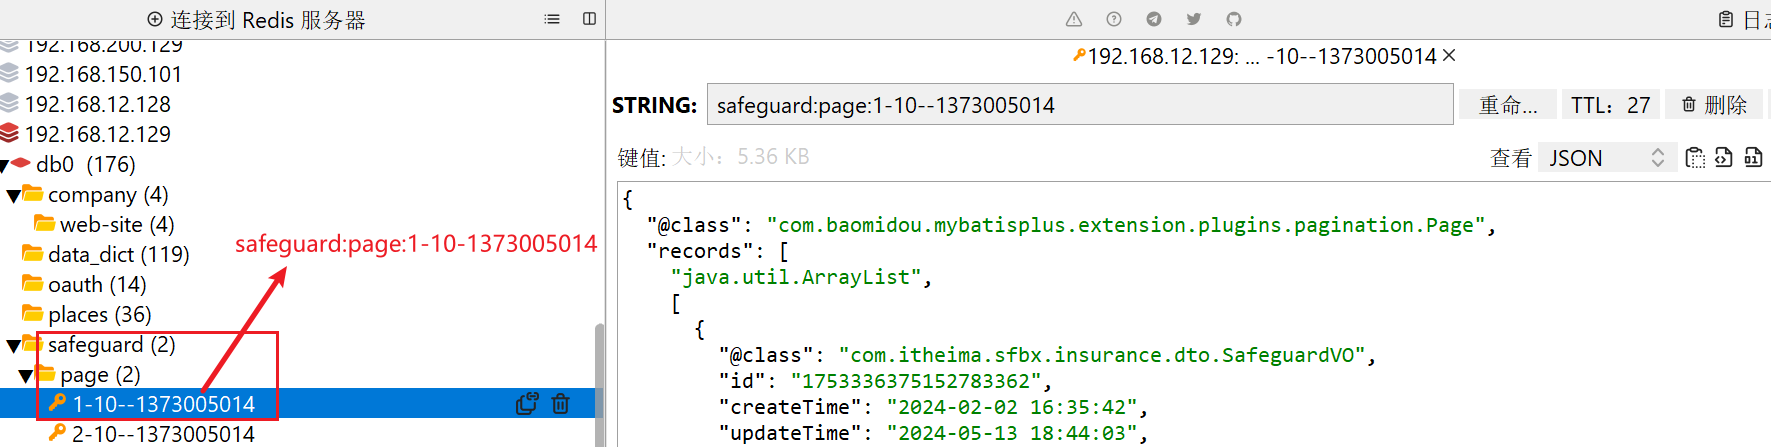 连接到 Redis 服务器
日志
192.168.200.129
192.168.150.101
192.168.12.128
192.168.12.129
db0 (176)
company (4)
web-site (4)
data_dict (119)
oauth (14)
places (36)
safeguard (2)
page (2)
1-10--1373005014
2-10--1373005014
safeguard:page:1-10-1373005014
192.168.12.129: ... -10--1373005014
STRING: safeguard:page:1-10--1373005014 重命... TTL: 27 删除
键值: 大小: 5.36 KB 查看 JSON
{
"@class": "com.baomidou.mybatisplus.extension.plugins.pagination.Page",
"records": [
"java.util.ArrayList",
[
{
"@class": "com.itheima.sfbx.insurance.dto.SafeguardVO",
"id": "1753336375152783362",
"createTime": "2024-02-02 16:35:42",
"updateTime": "2024-05-13 18:44:03",